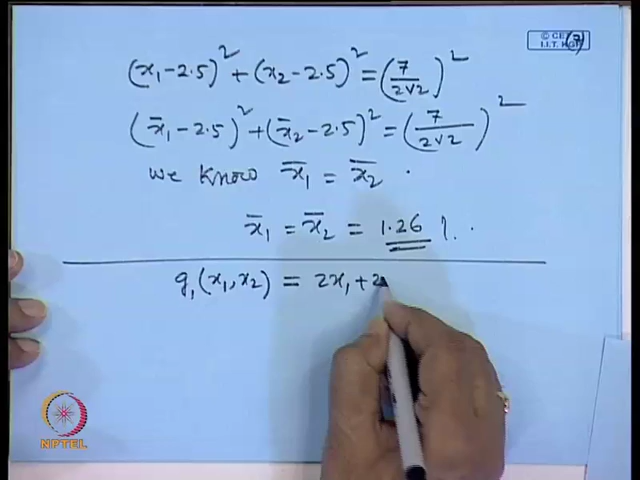 © CET
I.I.T. KGP
7
(x₁-2.5)² + (x₂-2.5)² = (7/2√2)²
(x̄₁-2.5)² + (x̄₂-2.5)² = (7/2√2)²
we know x̄₁ = x̄₂ .
x̄₁ = x̄₂ = 1.26
g₁(x₁,x₂) = 2x₁+2
NPTEL